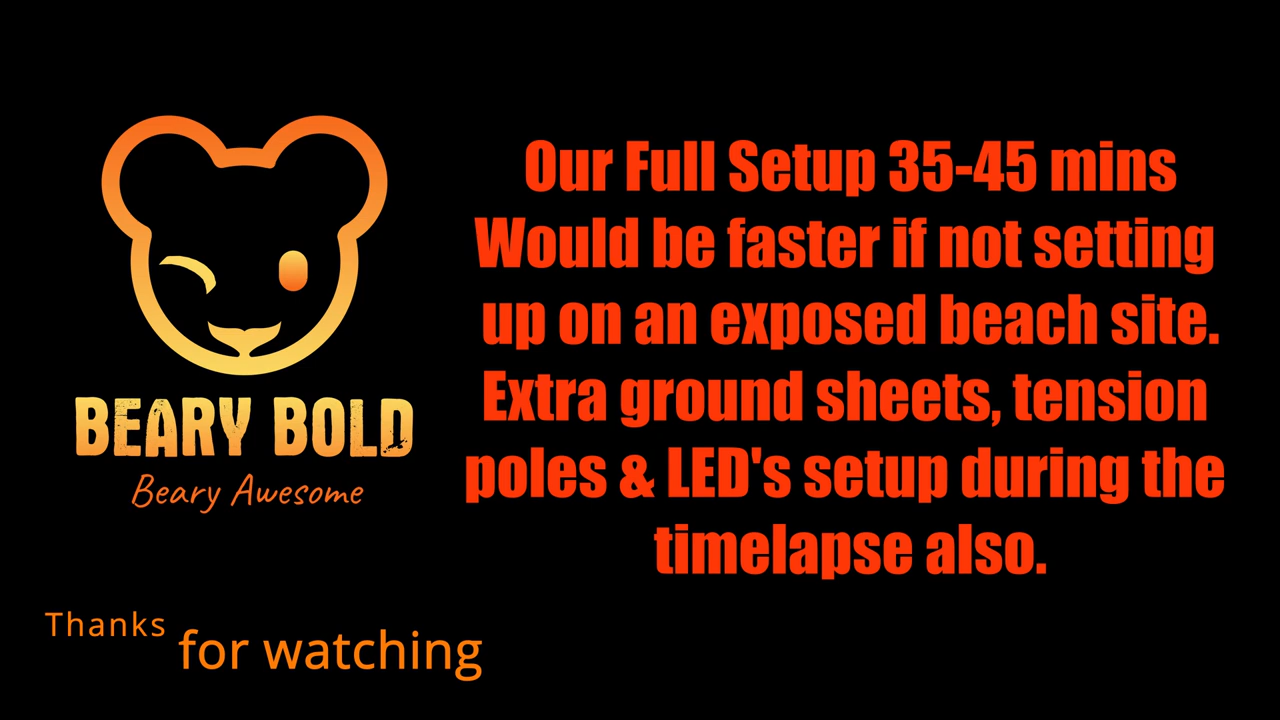 Our Full Setup 35-45 mins
Would be faster if not setting
up on an exposed beach site.
Extra ground sheets, tension
poles & LED's setup during the
timelapse also.
BEARY BOLD
Beary Awesome
Thanks for watching